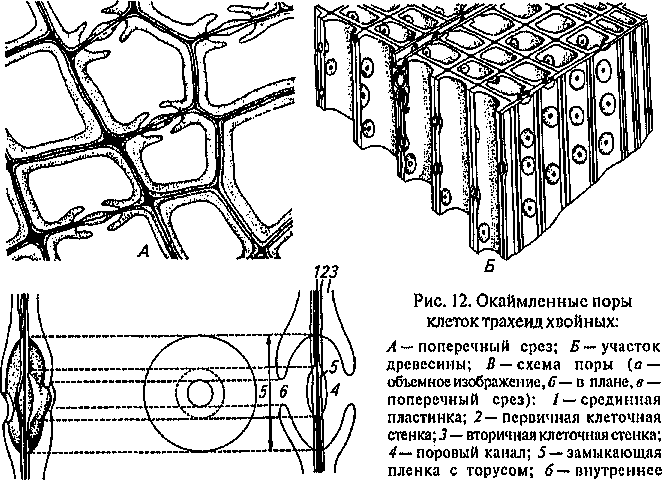 А
Б
123
5
5 6 4
Рис. 12. Окаймленные поры
клеток трахеид хвойных:
А — поперечный срез; Б — участок
древесины; В — схема поры (а —
объемное изображение, б — в плане, в —
поперечный срез): 1 — срединная
пластинка; 2 — первичная клеточная
стенка; 3 — вторичная клеточная стенка;
4 — поровый канал; 5 — замыкающая
пленка с торусом; 6 — внутреннее